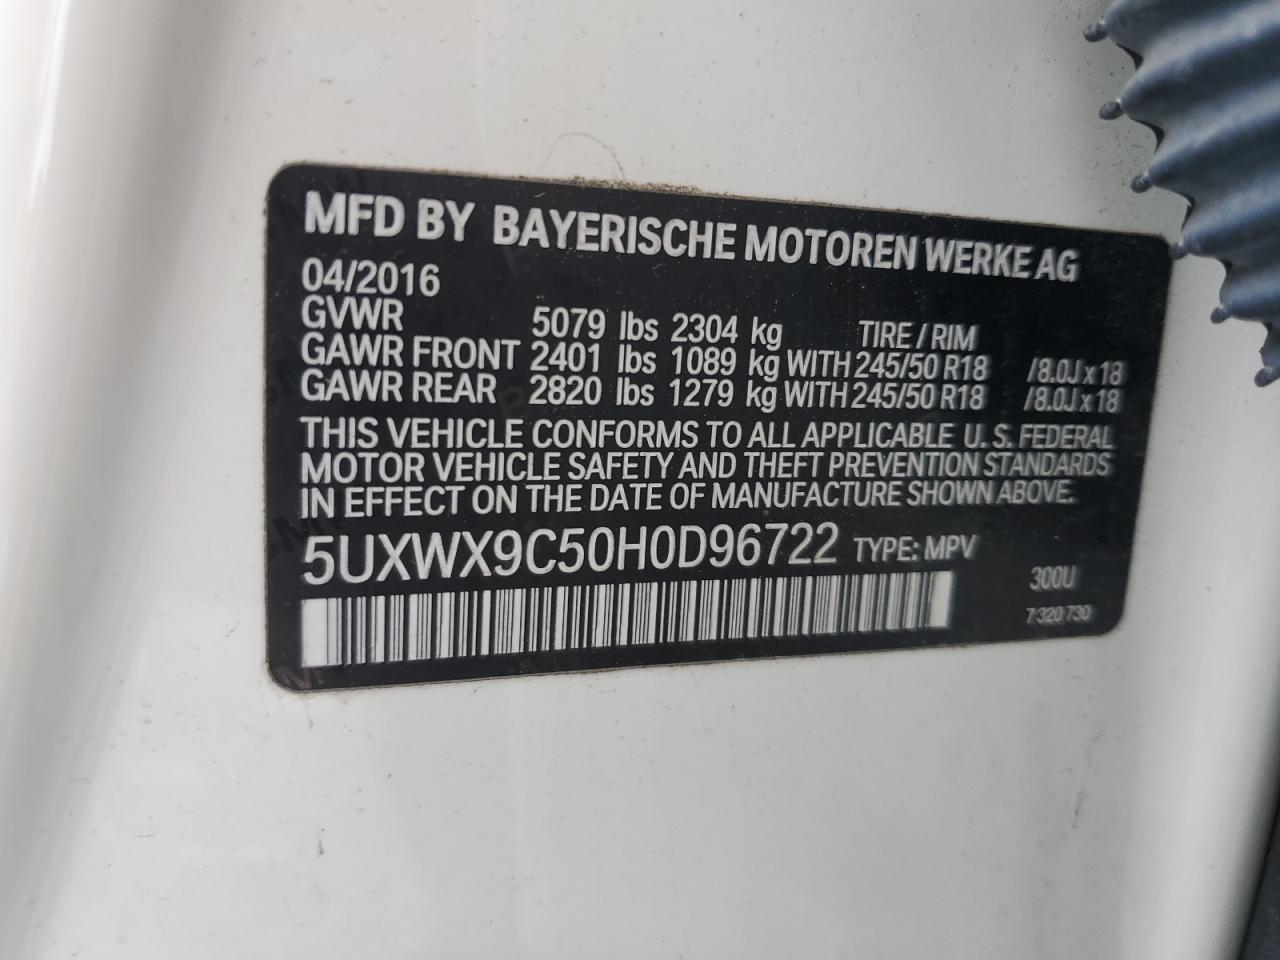 MFD BY BAYERISCHE MOTOREN WERKE AG
04/2016
GVWR 5079 lbs 2304 kg TIRE / RIM
GAWR FRONT 2401 lbs 1089 kg WITH 245/50 R18 /8.0J x 18
GAWR REAR 2820 lbs 1279 kg WITH 245/50 R18 /8.0J x 18
THIS VEHICLE CONFORMS TO ALL APPLICABLE U.S. FEDERAL
MOTOR VEHICLE SAFETY AND THEFT PREVENTION STANDARDS
IN EFFECT ON THE DATE OF MANUFACTURE SHOWN ABOVE.
5UXWX9C50H0D96722 TYPE: MPV
300U
7 320 730